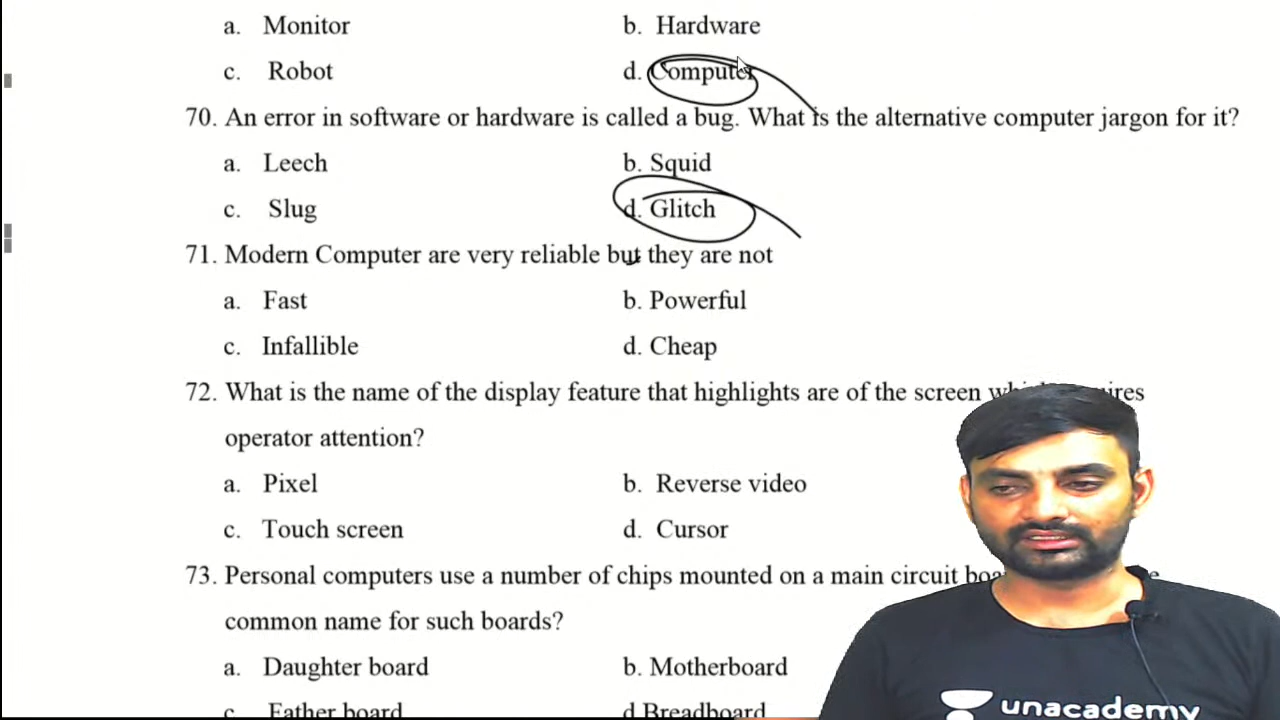 a. Monitor b. Hardware
c. Robot d. Computer
70. An error in software or hardware is called a bug. What is the alternative computer jargon for it?
a. Leech b. Squid
c. Slug d. Glitch
71. Modern Computer are very reliable but they are not
a. Fast b. Powerful
c. Infallible d. Cheap
72. What is the name of the display feature that highlights are of the screen
operator attention?
a. Pixel b. Reverse video
c. Touch screen d. Cursor
73. Personal computers use a number of chips mounted on a main circuit
common name for such boards?
a. Daughter board b. Motherboard
c. Father board d.Breadboard
unacademy